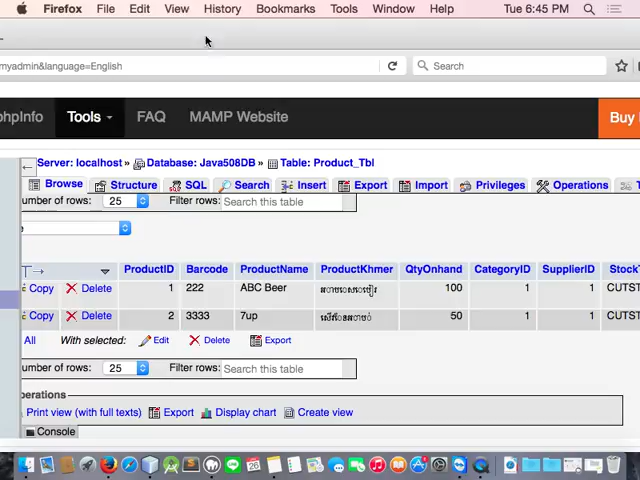 Firefox File Edit View History Bookmarks Tools Window Help Tue 6:45 PM
myadmin&language=English Search
phpInfo Tools FAQ MAMP Website Buy
Server: localhost » Database: Java508DB » Table: Product_Tbl
Browse Structure SQL Search Insert Export Import Privileges Operations
umber of rows: 25 Filter rows: Search this table
ProductID Barcode ProductName ProductKhmer QtyOnhand CategoryID SupplierID StockT
Copy Delete 1 222 ABC Beer 100 1 1 CUTST
Copy Delete 2 3333 7up 50 1 1 CUTST
All With selected: Edit Delete Export
umber of rows: 25 Filter rows: Search this table
perations
Print view (with full texts) Export Display chart Create view
Console